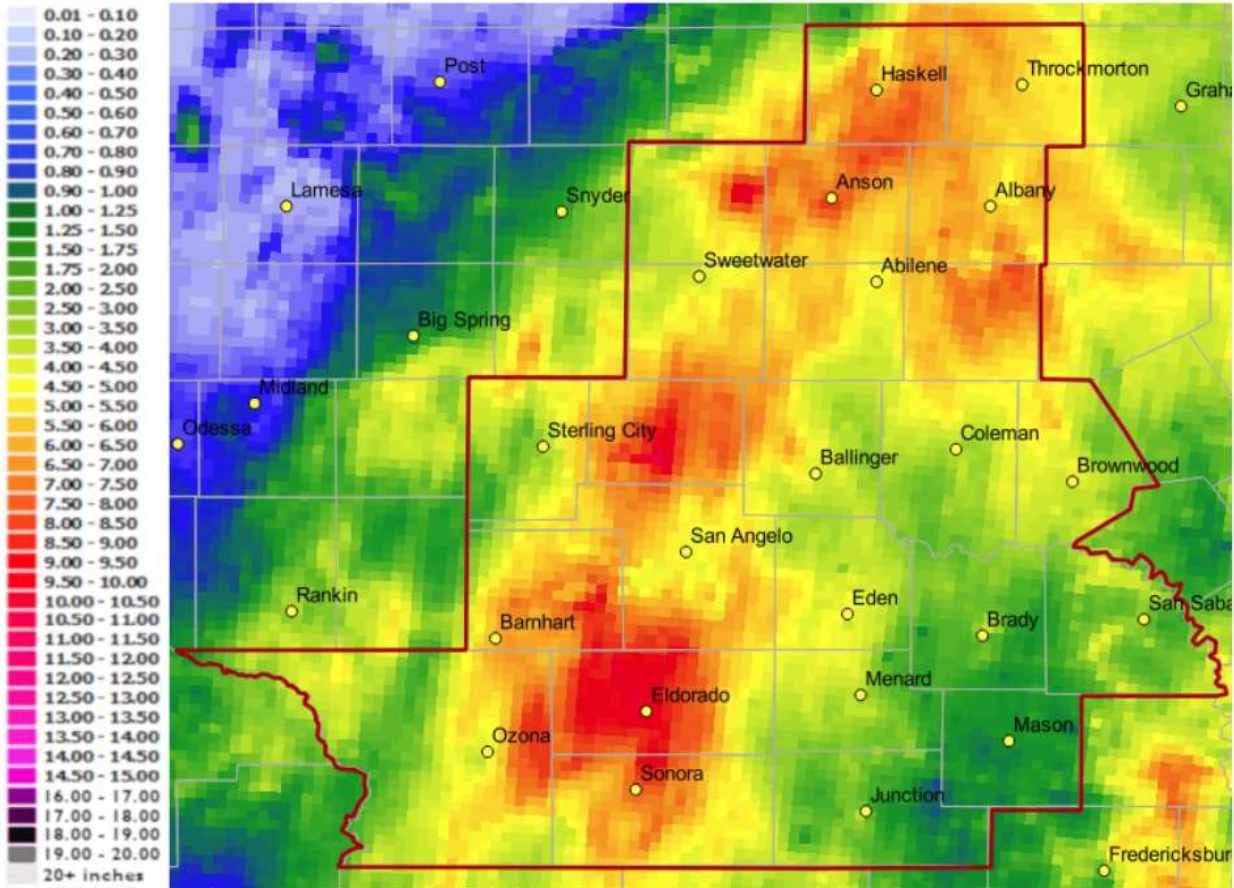 0.01 - 0.10
0.10 - 0.20
0.20 - 0.30
0.30 - 0.40
0.40 - 0.50
0.50 - 0.60
0.60 - 0.70
0.70 - 0.80
0.80 - 0.90
0.90 - 1.00
1.00 - 1.25
1.25 - 1.50
1.50 - 1.75
1.75 - 2.00
2.00 - 2.50
2.50 - 3.00
3.00 - 3.50
3.50 - 4.00
4.00 - 4.50
4.50 - 5.00
5.00 - 5.50
5.50 - 6.00
6.00 - 6.50
6.50 - 7.00
7.00 - 7.50
7.50 - 8.00
8.00 - 8.50
8.50 - 9.00
9.00 - 9.50
9.50 - 10.00
10.00 - 10.50
10.50 - 11.00
11.00 - 11.50
11.50 - 12.00
12.00 - 12.50
12.50 - 13.00
13.00 - 13.50
13.50 - 14.00
14.00 - 14.50
14.50 - 15.00
16.00 - 17.00
17.00 - 18.00
18.00 - 19.00
19.00 - 20.00
20+ inches
Post
Haskell
Throckmorton
Graha
Lamesa
Snyder
Anson
Albany
Sweetwater
Abilene
Big Spring
Midland
Odessa
Sterling City
Ballinger
Coleman
Brownwood
San Angelo
Rankin
Barnhart
Eden
Brady
San Saba
Eldorado
Menard
Ozona
Mason
Sonora
Junction
Fredericksbur